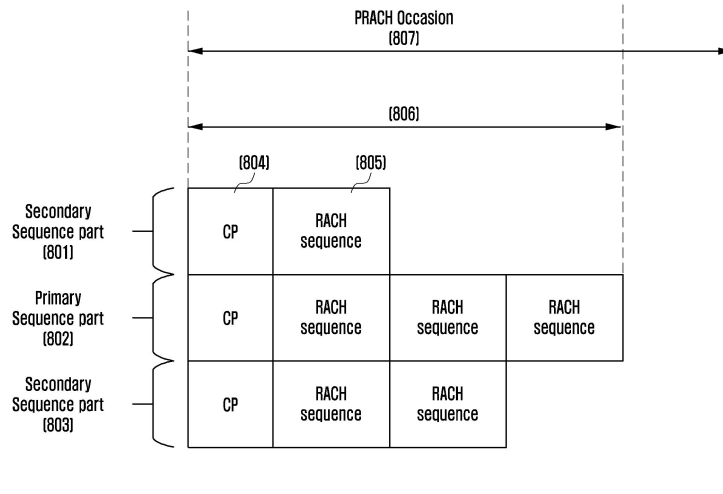 PRACH Occasion
(807)
(806)
(804)
(805)
Secondary
Sequence part
(801)
CP
RACH
sequence
Primary
Sequence part
(802)
CP
RACH
sequence
RACH
sequence
RACH
sequence
Secondary
Sequence part
(803)
CP
RACH
sequence
RACH
sequence